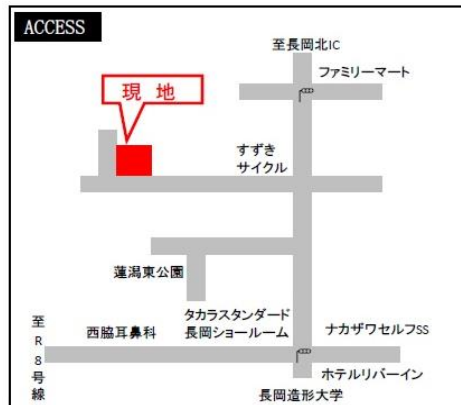 ACCESS
至長岡北IC
ファミリーマート
現 地
すずき
サイクル
蓮潟東公園
タカラスタンダード
長岡ショールーム
西脇耳鼻科
ナカザワセルフSS
至R8号線
ホテルリバーイン
長岡造形大学